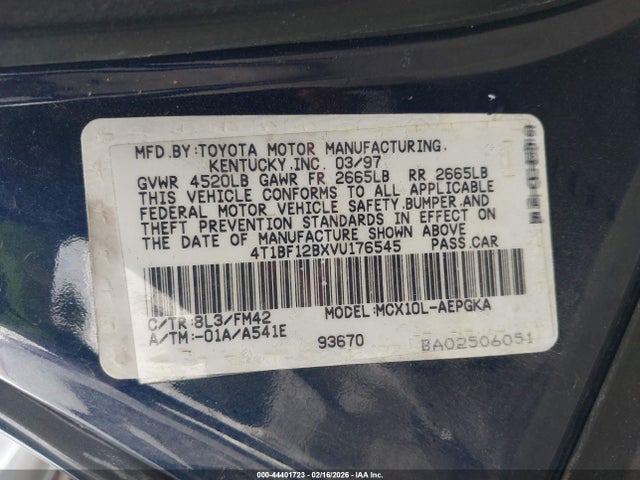 MFD.BY:TOYOTA MOTOR MANUFACTURING,
KENTUCKY,INC. 03/97
GVWR 4520LB GAWR FR 2665LB RR 2665LB
THIS VEHICLE CONFORMS TO ALL APPLICABLE
FEDERAL MOTOR VEHICLE SAFETY,BUMPER,AND
THEFT PREVENTION STANDARDS IN EFFECT ON
THE DATE OF MANUFACTURE SHOWN ABOVE.
4T1BF12BXVU176545 PASS.CAR
C/TR:8L3/FM42 MODEL:MCX10L-AEPGKA
A/TM:-01A/A541E 93670 BA02506051
00-44401723 - 02/16/2026 - IAAI.COM